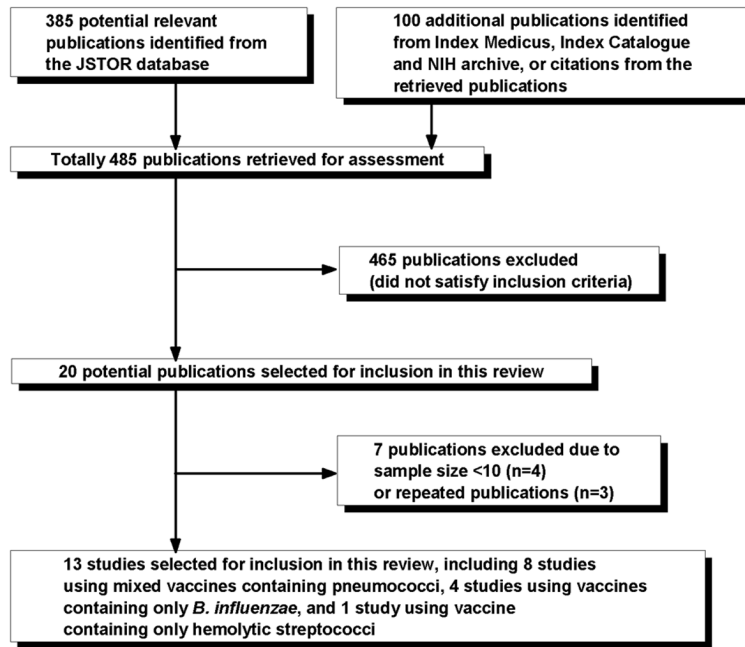 385 potential relevant
publications identified from
the JSTOR database
100 additional publications identified
from Index Medicus, Index Catalogue
and NIH archive, or citations from the
retrieved publications
Totally 485 publications retrieved for assessment
465 publications excluded
(did not satisfy inclusion criteria)
20 potential publications selected for inclusion in this review
7 publications excluded due to
sample size <10 (n=4)
or repeated publications (n=3)
13 studies selected for inclusion in this review, including 8 studies
using mixed vaccines containing pneumococci, 4 studies using vaccines
containing only B. influenzae, and 1 study using vaccine
containing only hemolytic streptococci